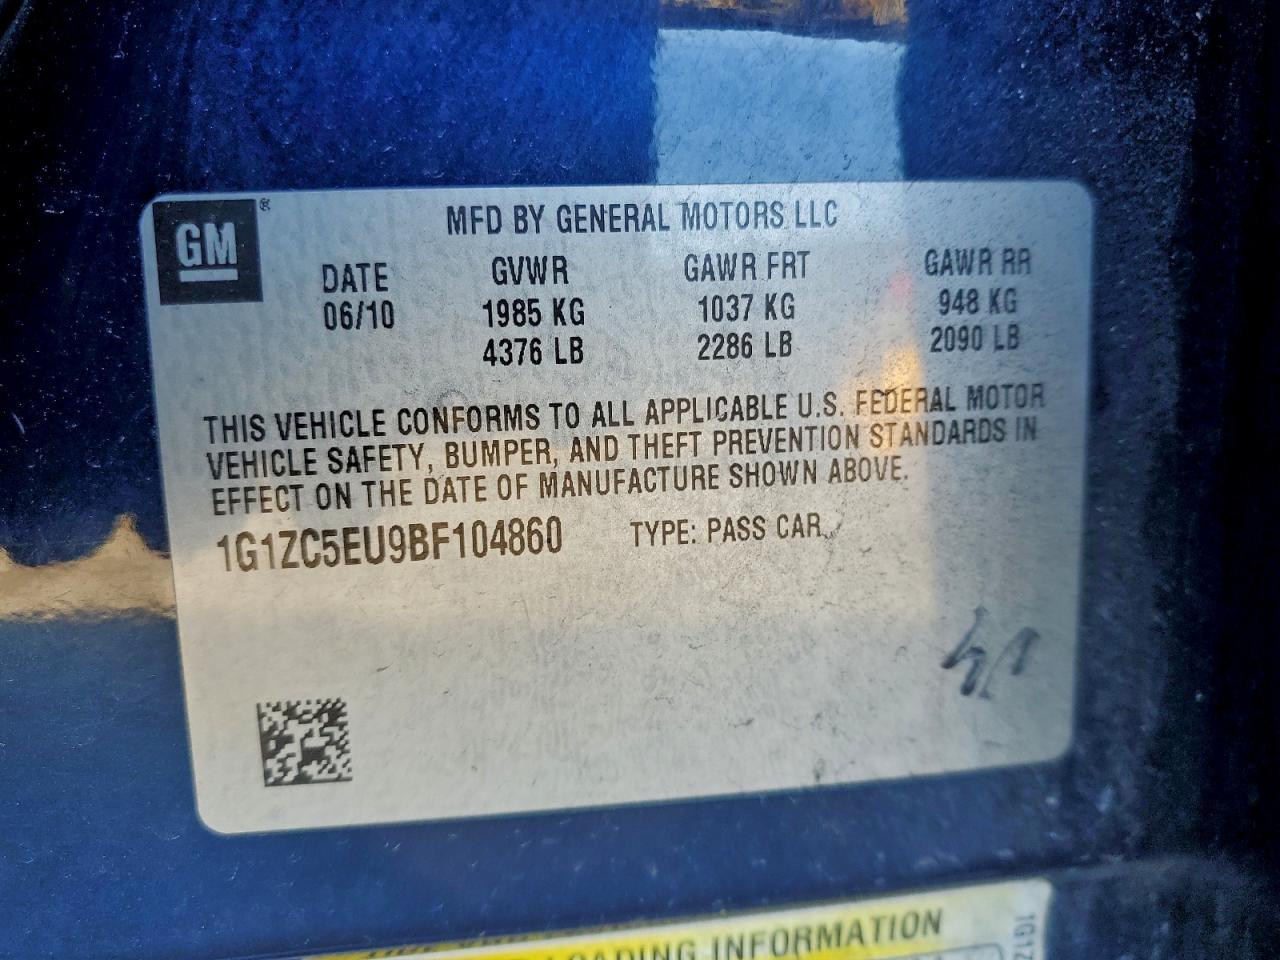 GM®
MFD BY GENERAL MOTORS LLC
DATE GVWR GAWR FRT GAWR RR
06/10 1985 KG 1037 KG 948 KG
4376 LB 2286 LB 2090 LB
THIS VEHICLE CONFORMS TO ALL APPLICABLE U.S. FEDERAL MOTOR
VEHICLE SAFETY, BUMPER, AND THEFT PREVENTION STANDARDS IN
EFFECT ON THE DATE OF MANUFACTURE SHOWN ABOVE.
1G1ZC5EU9BF104860 TYPE: PASS CAR
LOADING INFORMATION
1G1Z